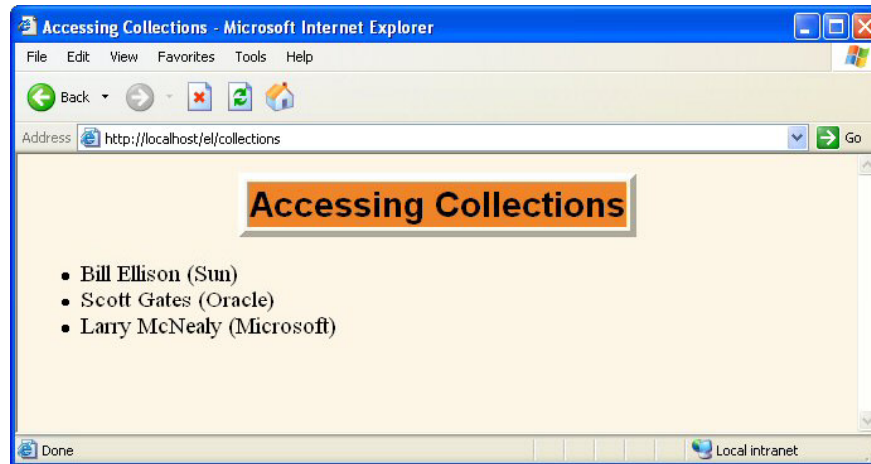 Accessing Collections - Microsoft Internet Explorer
File Edit View Favorites Tools Help
Back
Address http://localhost/el/collections Go
Accessing Collections
• Bill Ellison (Sun)
• Scott Gates (Oracle)
• Larry McNealy (Microsoft)
Done Local intranet